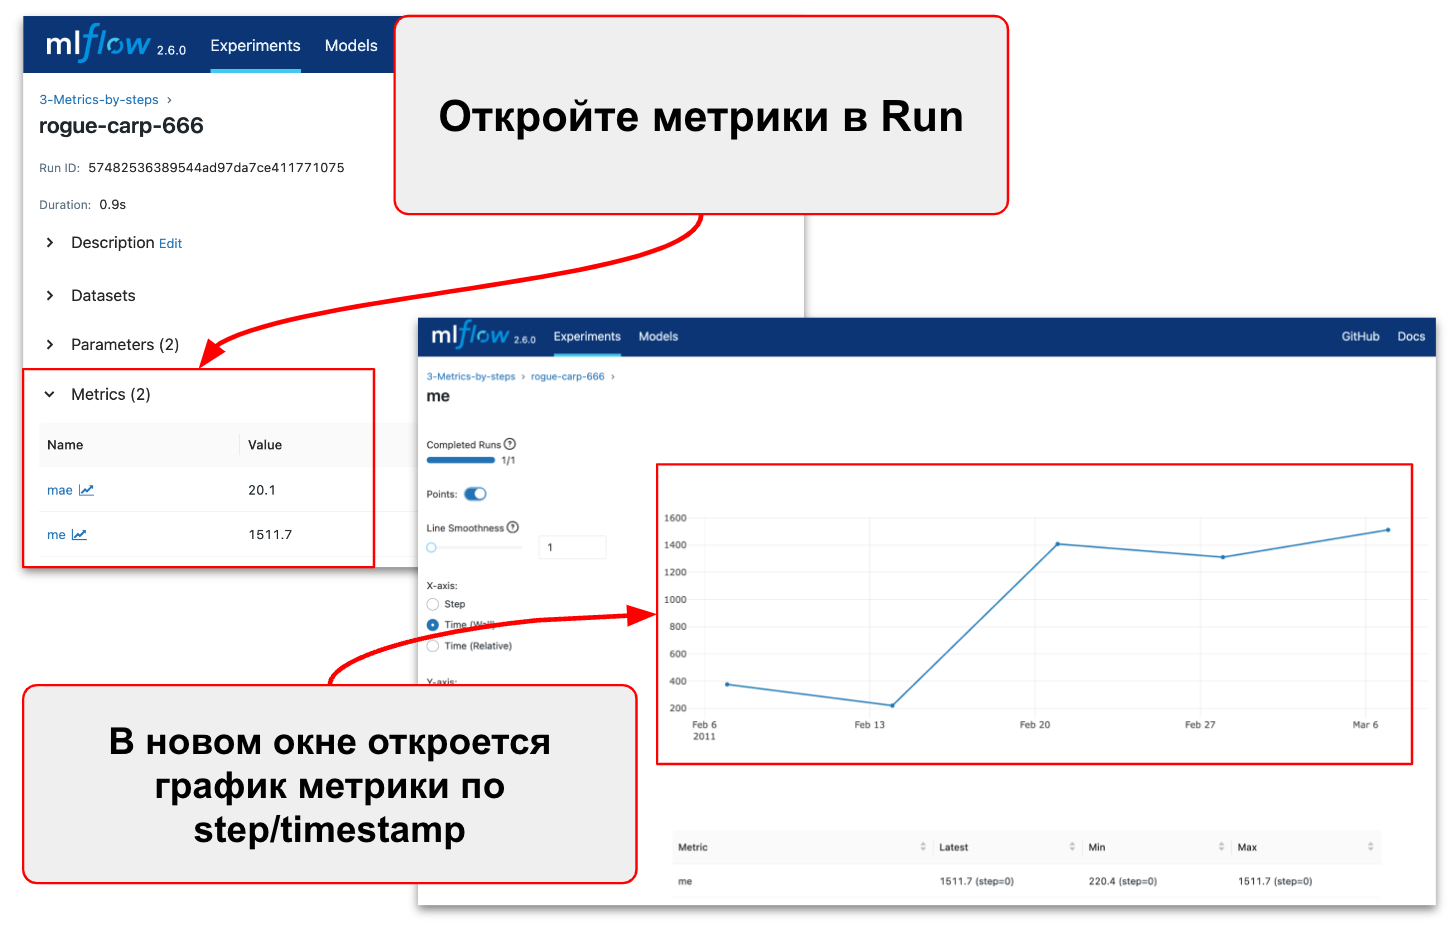 mlflow 2.6.0 Experiments Models
3-Metrics-by-steps ›
rogue-carp-666
Run ID: 57482536389544ad97da7ce411771075
Duration: 0.9s
Description Edit
Datasets
Parameters (2)
Metrics (2)
Name Value
mae 20.1
me 1511.7
Откройте метрики в Run
mlflow 2.6.0 Experiments Models GitHub Docs
3-Metrics-by-steps › rogue-carp-666 ›
me
Completed Runs ?
1/1
Points:
Line Smoothness ?
1
X-axis:
Step
Time (Wall)
Time (Relative)
Y-axis:
1600
1400
1200
1000
800
600
400
200
Feb 6 Feb 13 Feb 20 Feb 27 Mar 6
2011
Metric Latest Min Max
me 1511.7 (step=0) 220.4 (step=0) 1511.7 (step=0)
В новом окне откроется
график метрики по
step/timestamp